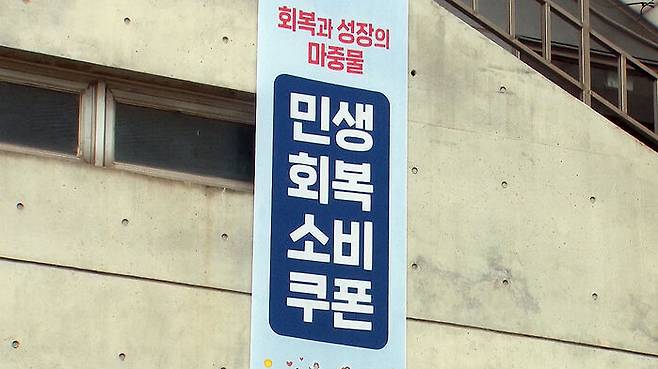 회복과 성장의
마중물
민생
회복
소비
쿠폰